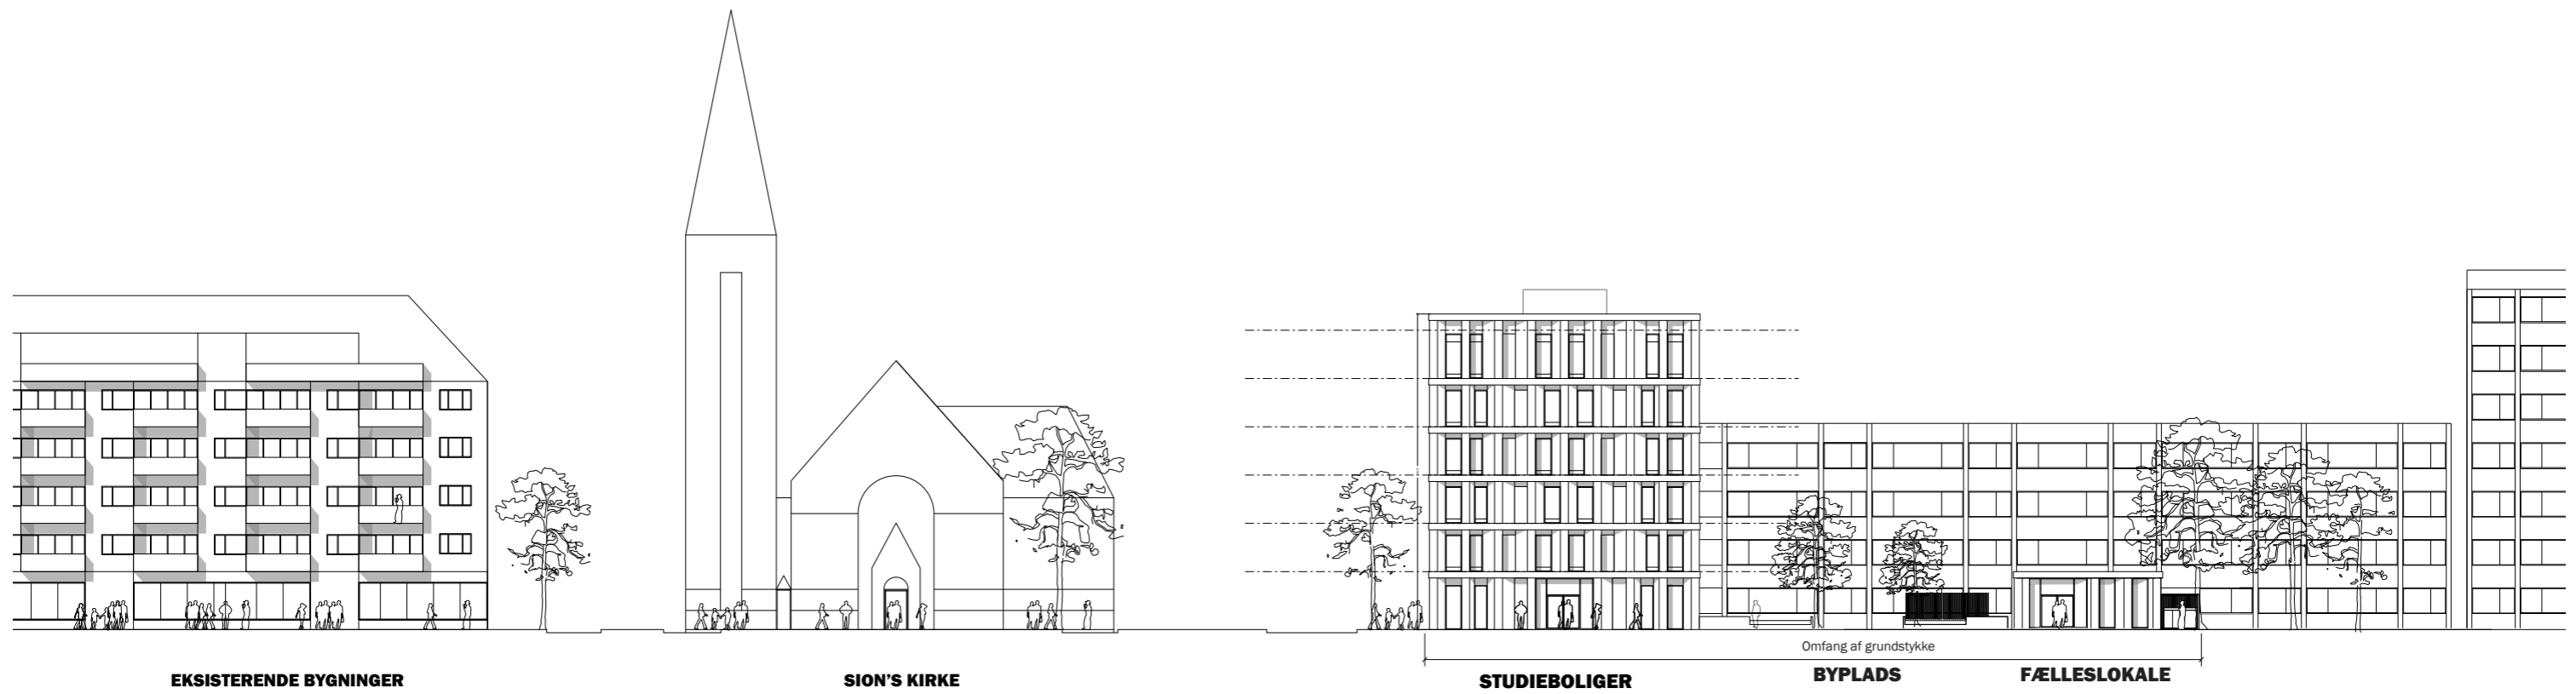 Omfang af grundstykke
EKSISTERENDE BYGNINGER
SION'S KIRKE
STUDIEBOLIGER
BYPLADS
FÆLLESLOKALE